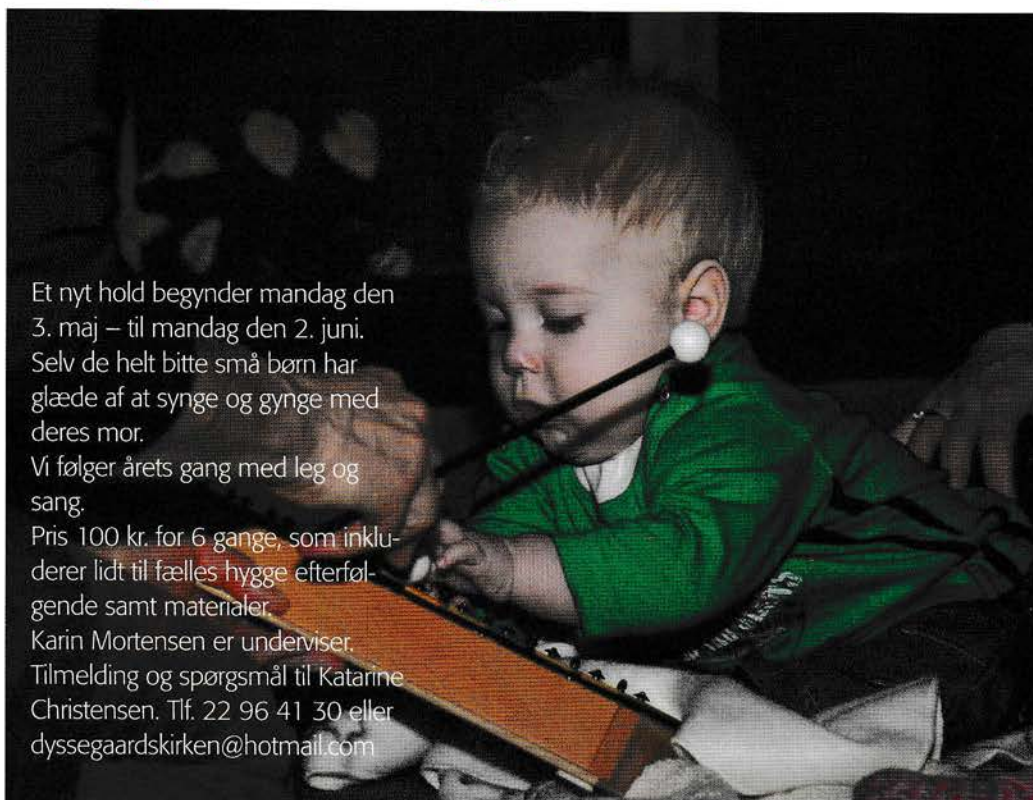 Et nyt hold begynder mandag den
3. maj – til mandag den 2. juni.
Selv de helt bitte små børn har
glæde af at synge og gynge med
deres mor.
Vi følger årets gang med leg og
sang.
Pris 100 kr. for 6 gange, som inklu-
derer lidt til fælles hygge efterføl-
gende samt materialer.
Karin Mortensen er underviser.
Tilmelding og spørgsmål til Katarine
Christensen. Tlf. 22 96 41 30 eller
dyssegaardskirken@hotmail.com